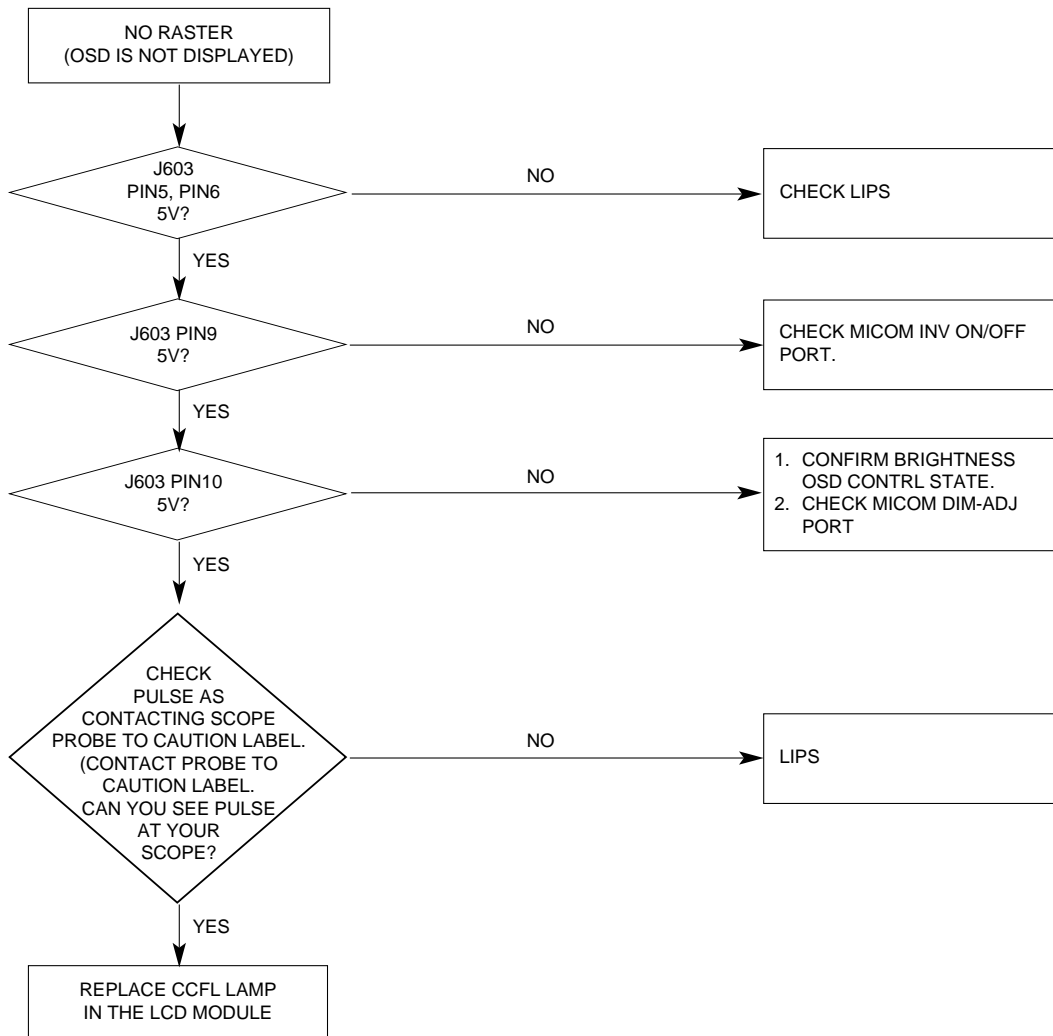 NO RASTER
(OSD IS NOT DISPLAYED)
J603
PIN5, PIN6
5V?
NO
CHECK LIPS
YES
J603 PIN9
5V?
NO
CHECK MICOM INV ON/OFF
PORT.
YES
J603 PIN10
5V?
NO
1. CONFIRM BRIGHTNESS
OSD CONTRL STATE.
2. CHECK MICOM DIM-ADJ
PORT
YES
CHECK
PULSE AS
CONTACTING SCOPE
PROBE TO CAUTION LABEL.
(CONTACT PROBE TO
CAUTION LABEL.
CAN YOU SEE PULSE
AT YOUR
SCOPE?
NO
LIPS
YES
REPLACE CCFL LAMP
IN THE LCD MODULE